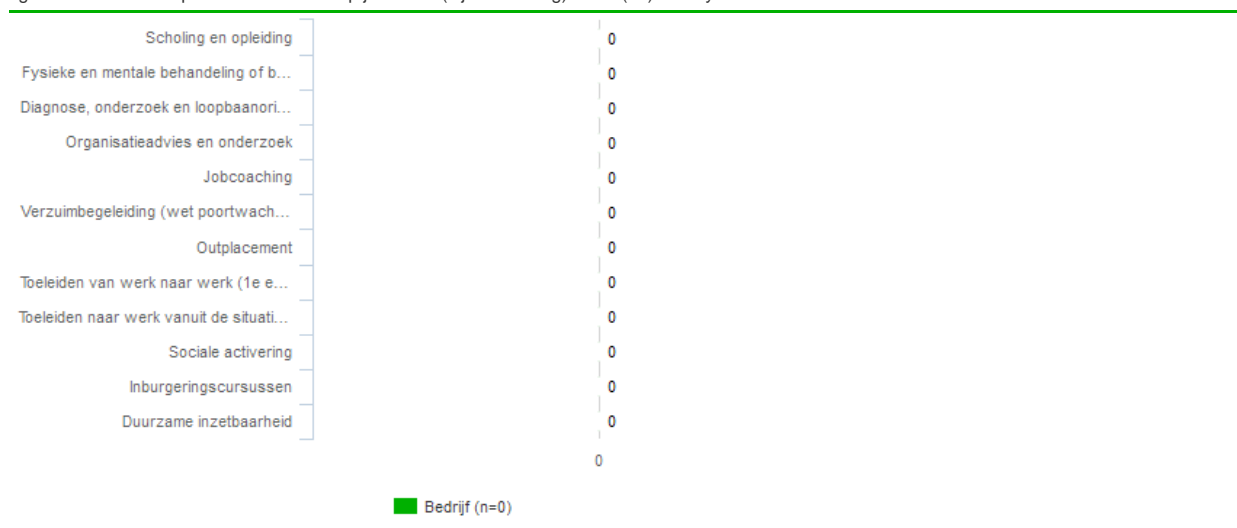 Scholing en opleiding 0
Fysieke en mentale behandeling of b... 0
Diagnose, onderzoek en loopbaanori... 0
Organisatieadvies en onderzoek 0
Jobcoaching 0
Verzuimbegeleiding (wet poortwach... 0
Outplacement 0
Toeleiden van werk naar werk (1e e... 0
Toeleiden naar werk vanuit de situati... 0
Sociale activering 0
Inburgeringscursussen 0
Duurzame inzetbaarheid 0
0
Bedrijf (n=0)